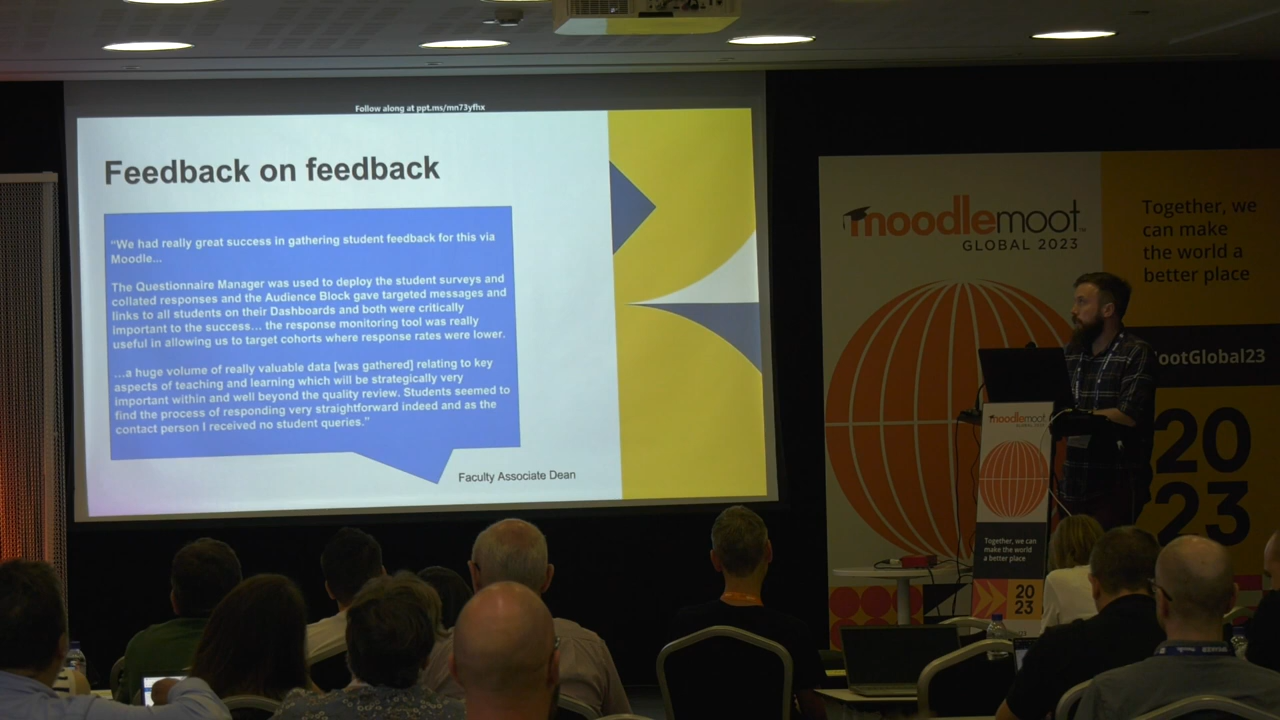 Follow along at ppt.ms/mn73yfhx
Feedback on feedback
“We had really great success in gathering student feedback for this via
Moodle...
The Questionnaire Manager was used to deploy the student surveys and
collated responses and the Audience Block gave targeted messages and
links to all students on their Dashboards and both were critically
important to the success... the response monitoring tool was really
useful in allowing us to target cohorts where response rates were lower.
...a huge volume of really valuable data [was gathered] relating to key
aspects of teaching and learning which will be strategically very
important within and well beyond the quality review. Students seemed to
find the process of responding very straightforward indeed and as the
contact person I received no student queries.”
Faculty Associate Dean
moodlemoot
GLOBAL 2023
Together, we
can make
the world a
better place
ootGlobal23
20
23
moodlemoot
Together, we can
make the world
a better place
20
23